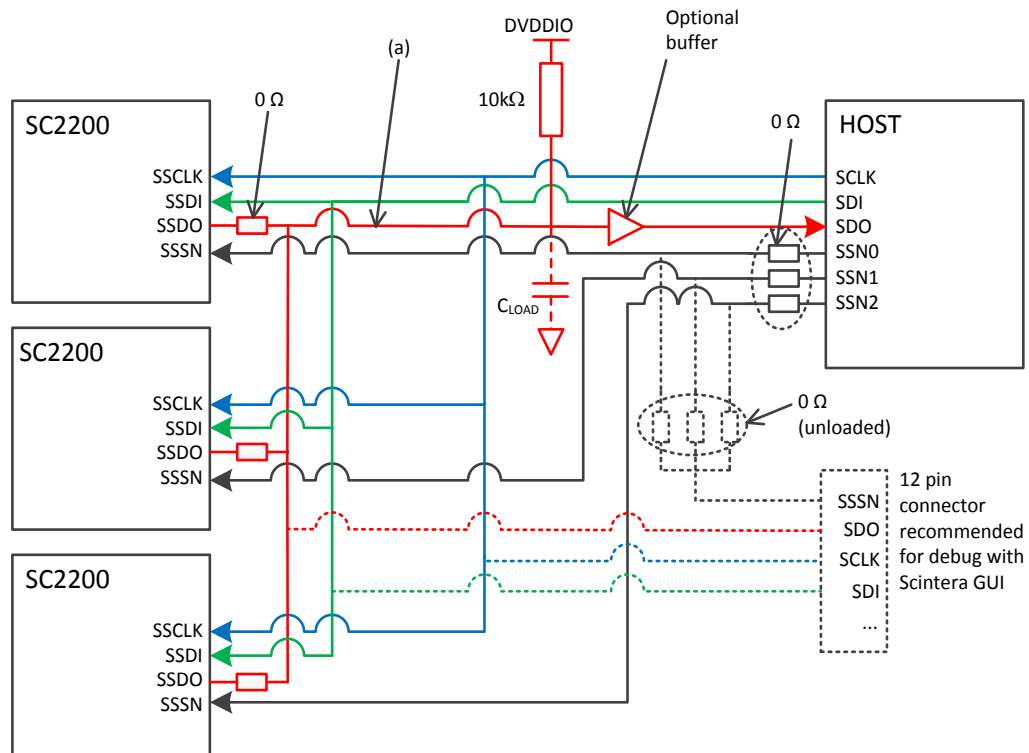 DVDDIO
Optional
buffer
(a)
0 Ω
10kΩ
0 Ω
SC2200
SSCLK
SSDI
SSDO
SSSN
HOST
SCLK
SDI
SDO
SSN0
SSN1
SSN2
CLOAD
SC2200
SSCLK
SSDI
SSDO
SSSN
0 Ω
(unloaded)
SSSN
SDO
SCLK
SDI
...
12 pin
connector
recommended
for debug with
Scintera GUI
SC2200
SSCLK
SSDI
SSDO
SSSN